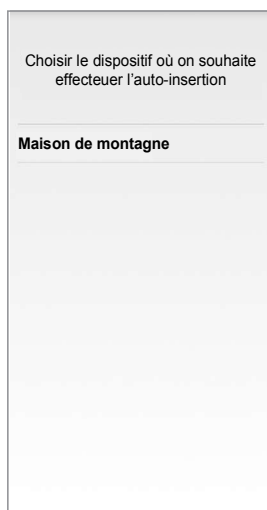 Choisir le dispositif où on souhaite
effecteuer l'auto-insertion
Maison de montagne